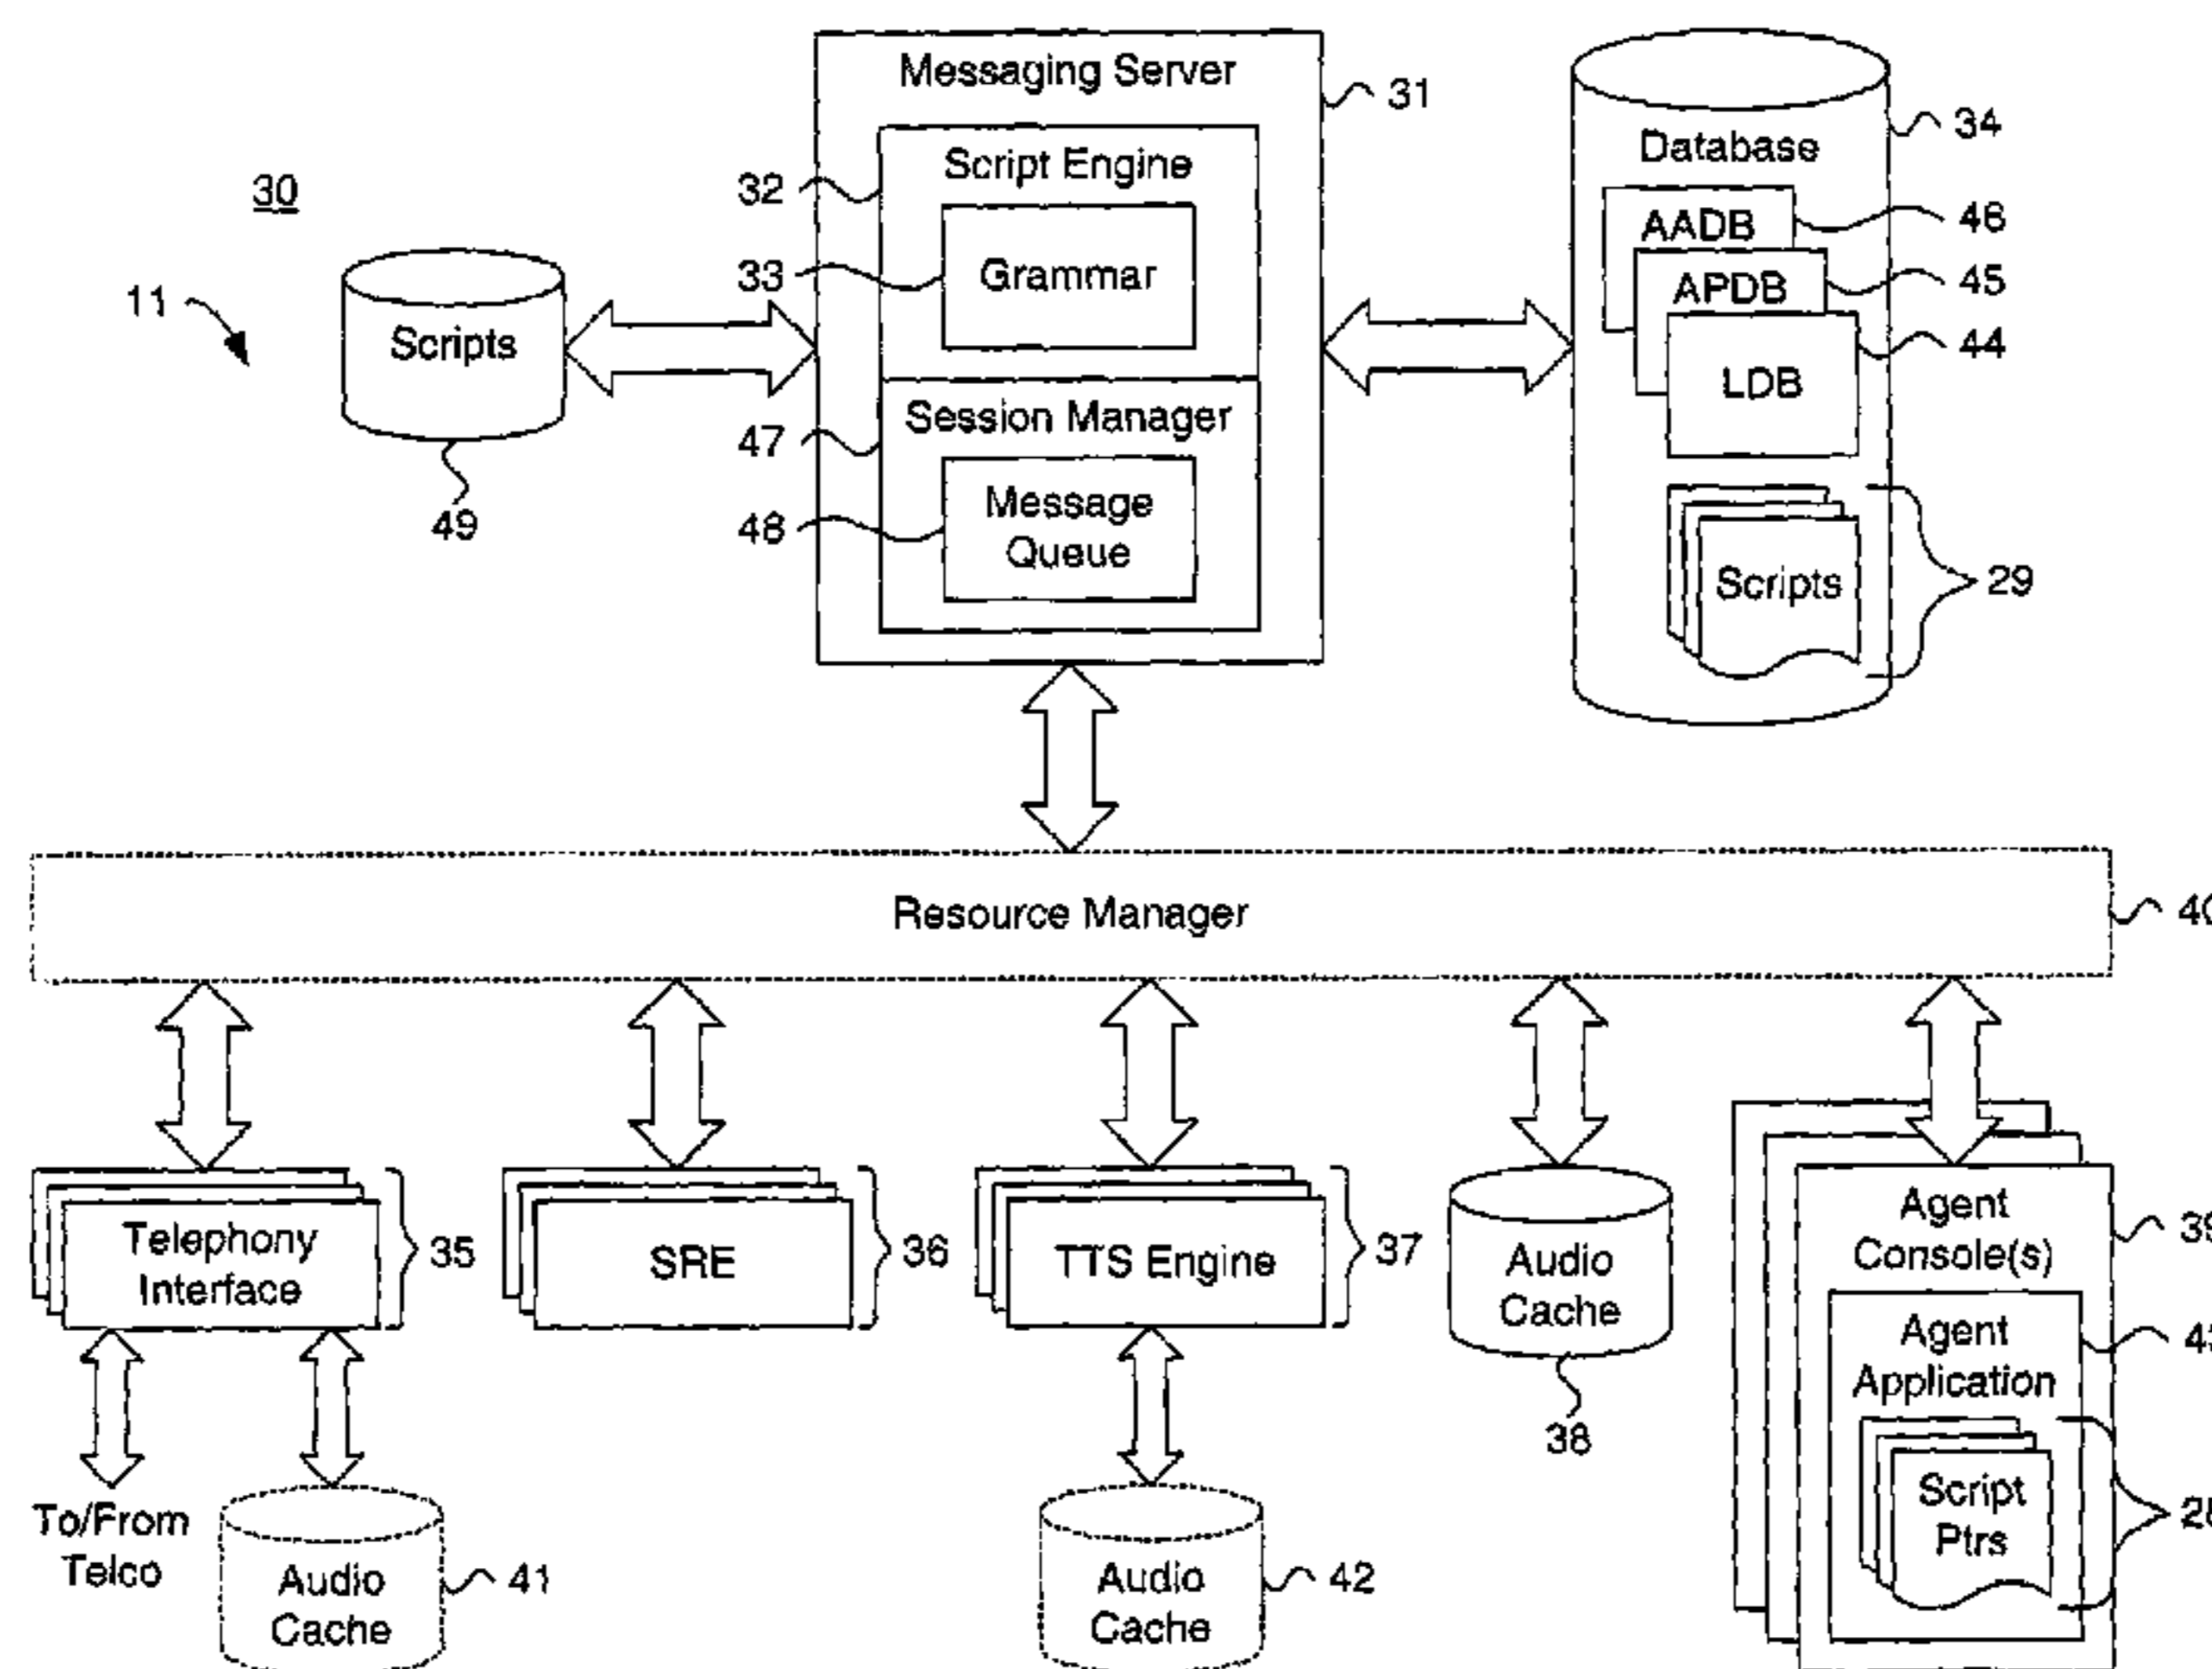 Messaging Server
31
Script Engine
32
30
33
Grammar
11
Scripts
49
Session Manager
47
48
Message
Queue
34
Database
AADB
46
APDB
45
LDB
44
Scripts
29
Resource Manager
Telephony
Interface
35
SRE
36
TTS Engine
37
Audio
Cache
38
Agent
Console(s)
Agent
Application
Script
Ptrs
To/From
Telco
Audio
Cache
41
Audio
Cache
42